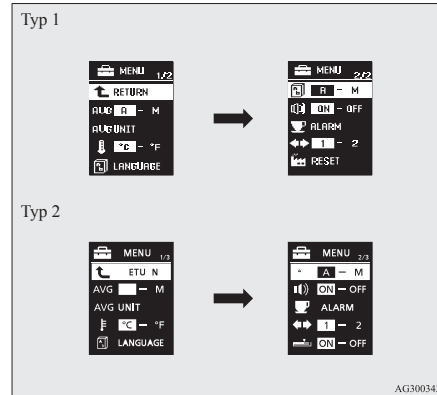 Typ 1
MENU 1/2
RETURN
AVG A - M
AVG UNIT
°C - °F
LANGUAGE
MENU 2/2
A - M
ON - OFF
ALARM
1 - 2
RESET
Typ 2
MENU 1/3
ETU N
AVG - M
AVG UNIT
°C - °F
LANGUAGE
MENU 2/3
A - M
ON - OFF
ALARM
1 - 2
ON - OFF